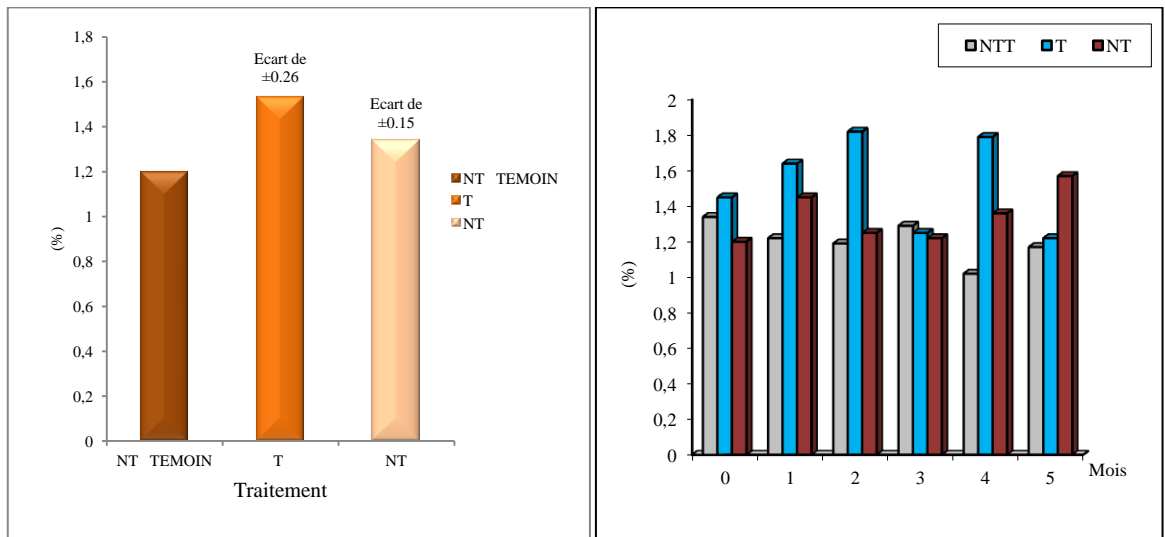 1,8
1,6
1,4
1,2
1
0,8
0,6
0,4
0,2
0
(%)
Ecart de
±0.26
Ecart de
±0.15
NT TEMOIN
T
NT
NT TEMOIN T NT
Traitement
NTT T NT
2
1,8
1,6
1,4
1,2
1
0,8
0,6
0,4
0,2
0
(%)
0 1 2 3 4 5 Mois